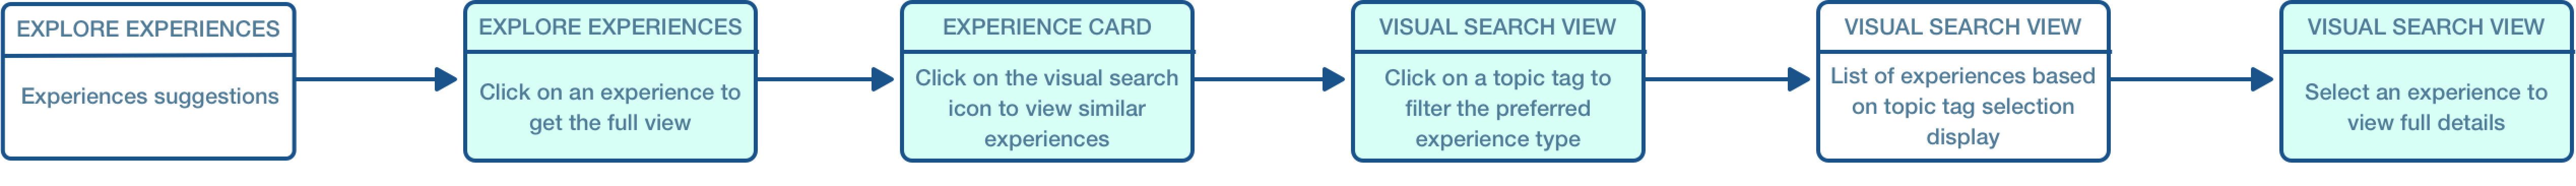 EXPLORE EXPERIENCES
Experiences suggestions
EXPLORE EXPERIENCES
Click on an experience to
get the full view
EXPERIENCE CARD
Click on the visual search
icon to view similar
experiences
VISUAL SEARCH VIEW
Click on a topic tag to
filter the preferred
experience type
VISUAL SEARCH VIEW
List of experiences based
on topic tag selection
display
VISUAL SEARCH VIEW
Select an experience to
view full details